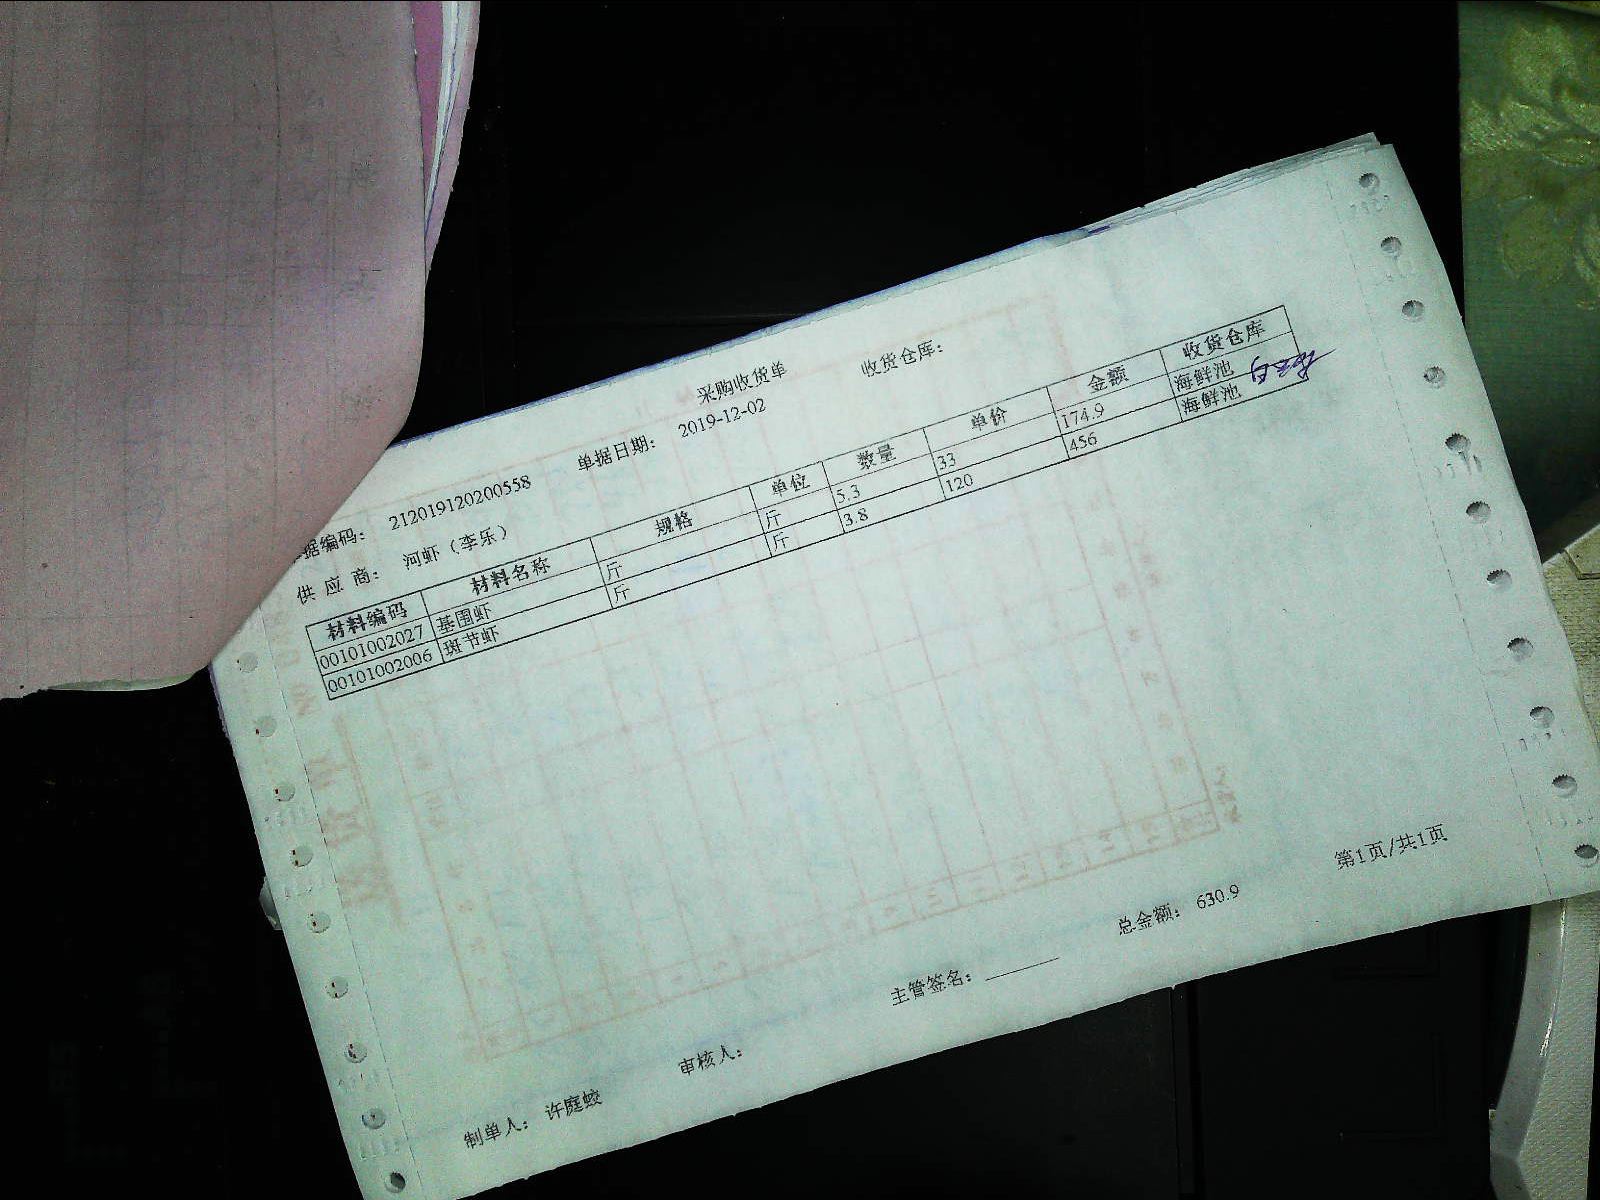 采购收货单 收货仓库:
据编码: 212019120200558 单据日期: 2019-12-02
供应商: 河虾(李乐)
材料编码 材料名称 规格 单位 数量 单价 金额 收货仓库
00101002027 基围虾 斤 斤 5.3 33 174.9 海鲜池
00101002006 斑节虾 斤 斤 3.8 120 456 海鲜池
制单人: 许庭蛟 审核人: 主管签名: 总金额: 630.9 第1页/共1页